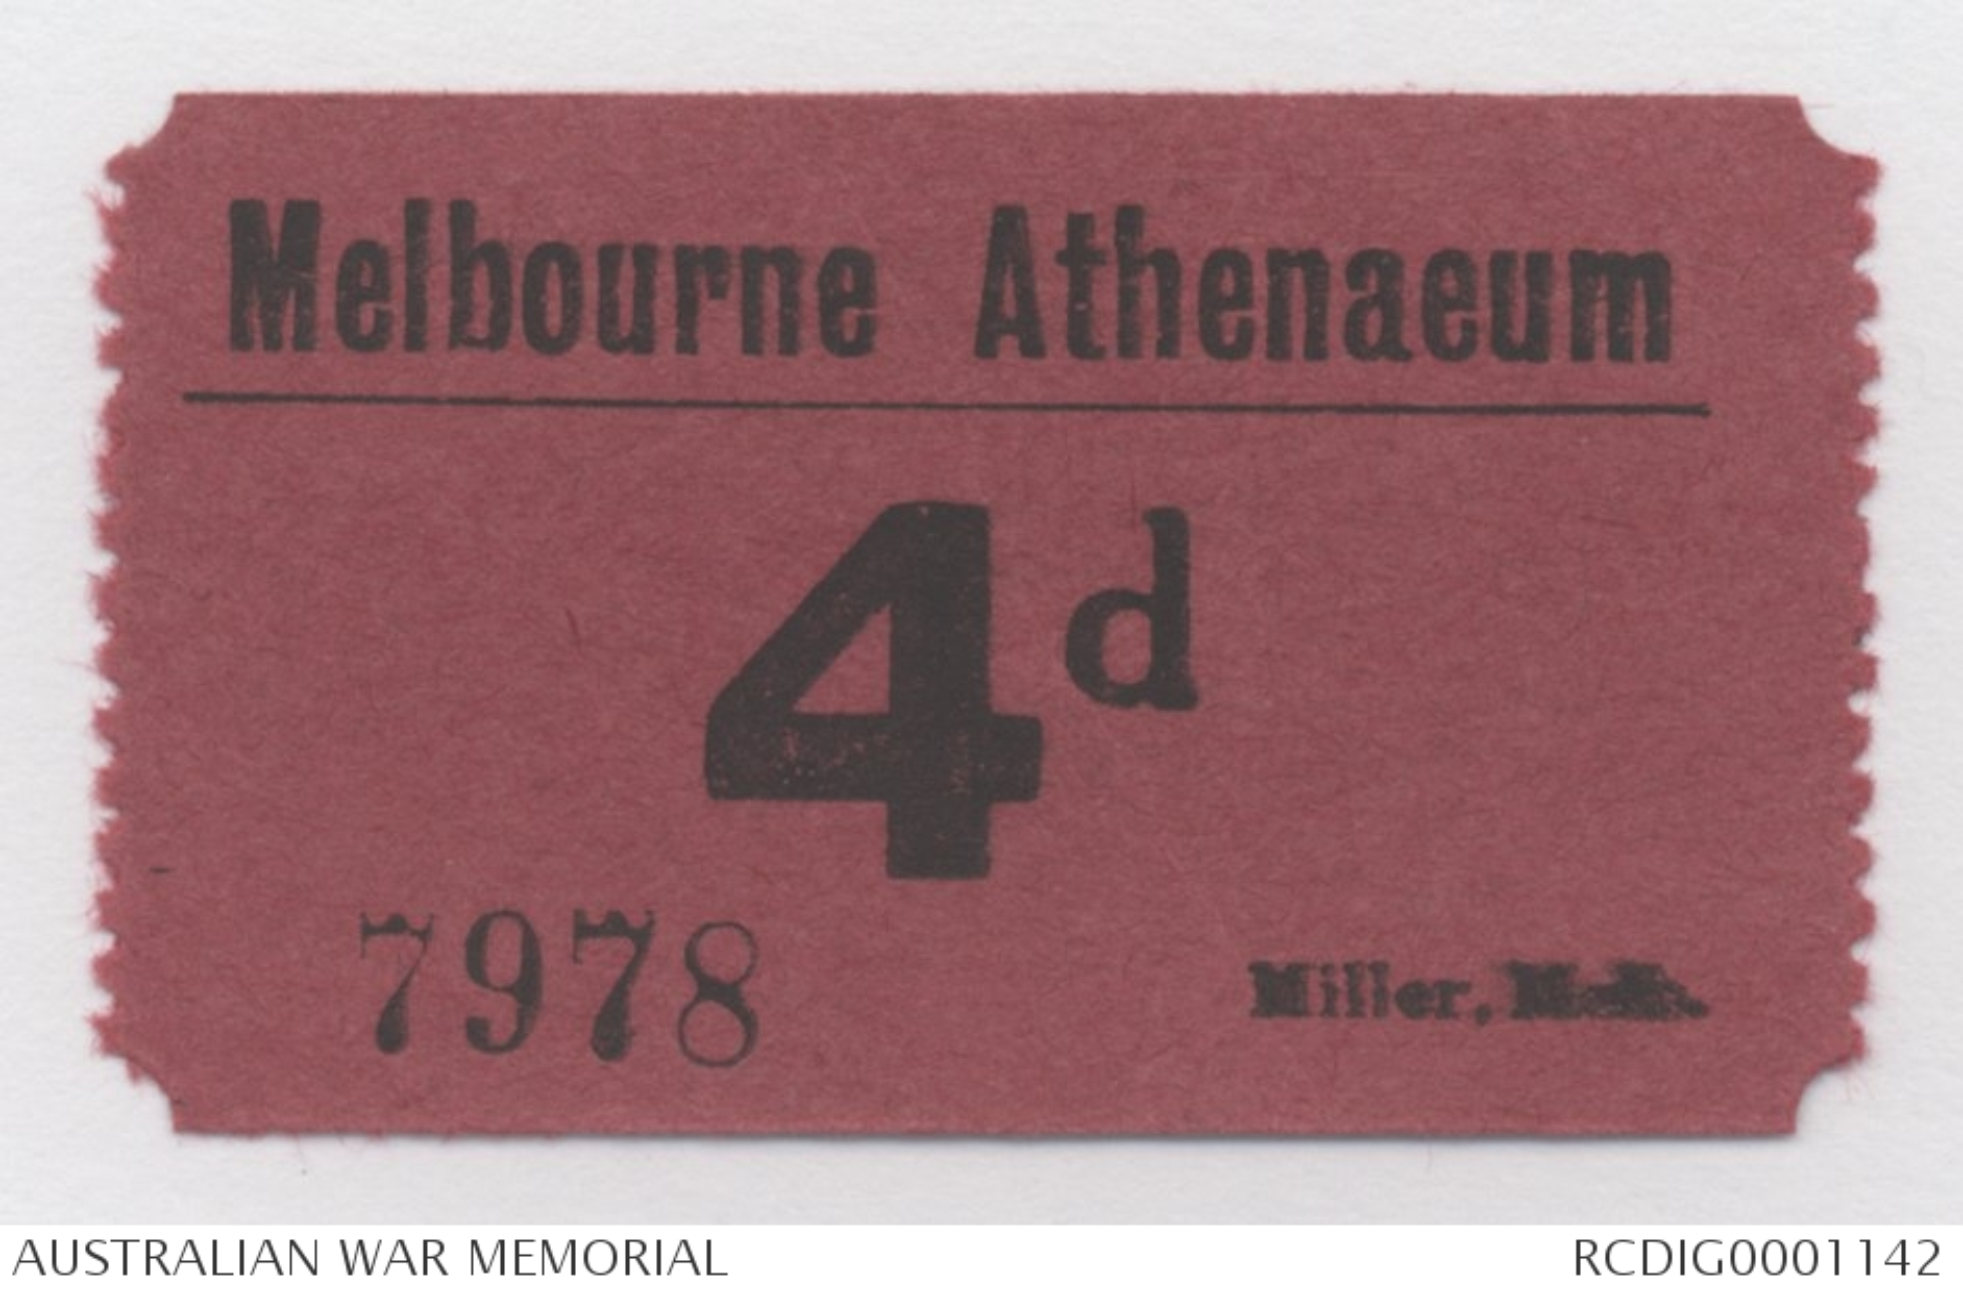 Melbourne Athenaeum
4d
7978
Miller,
AUSTRALIAN WAR MEMORIAL
RCDIG0001142